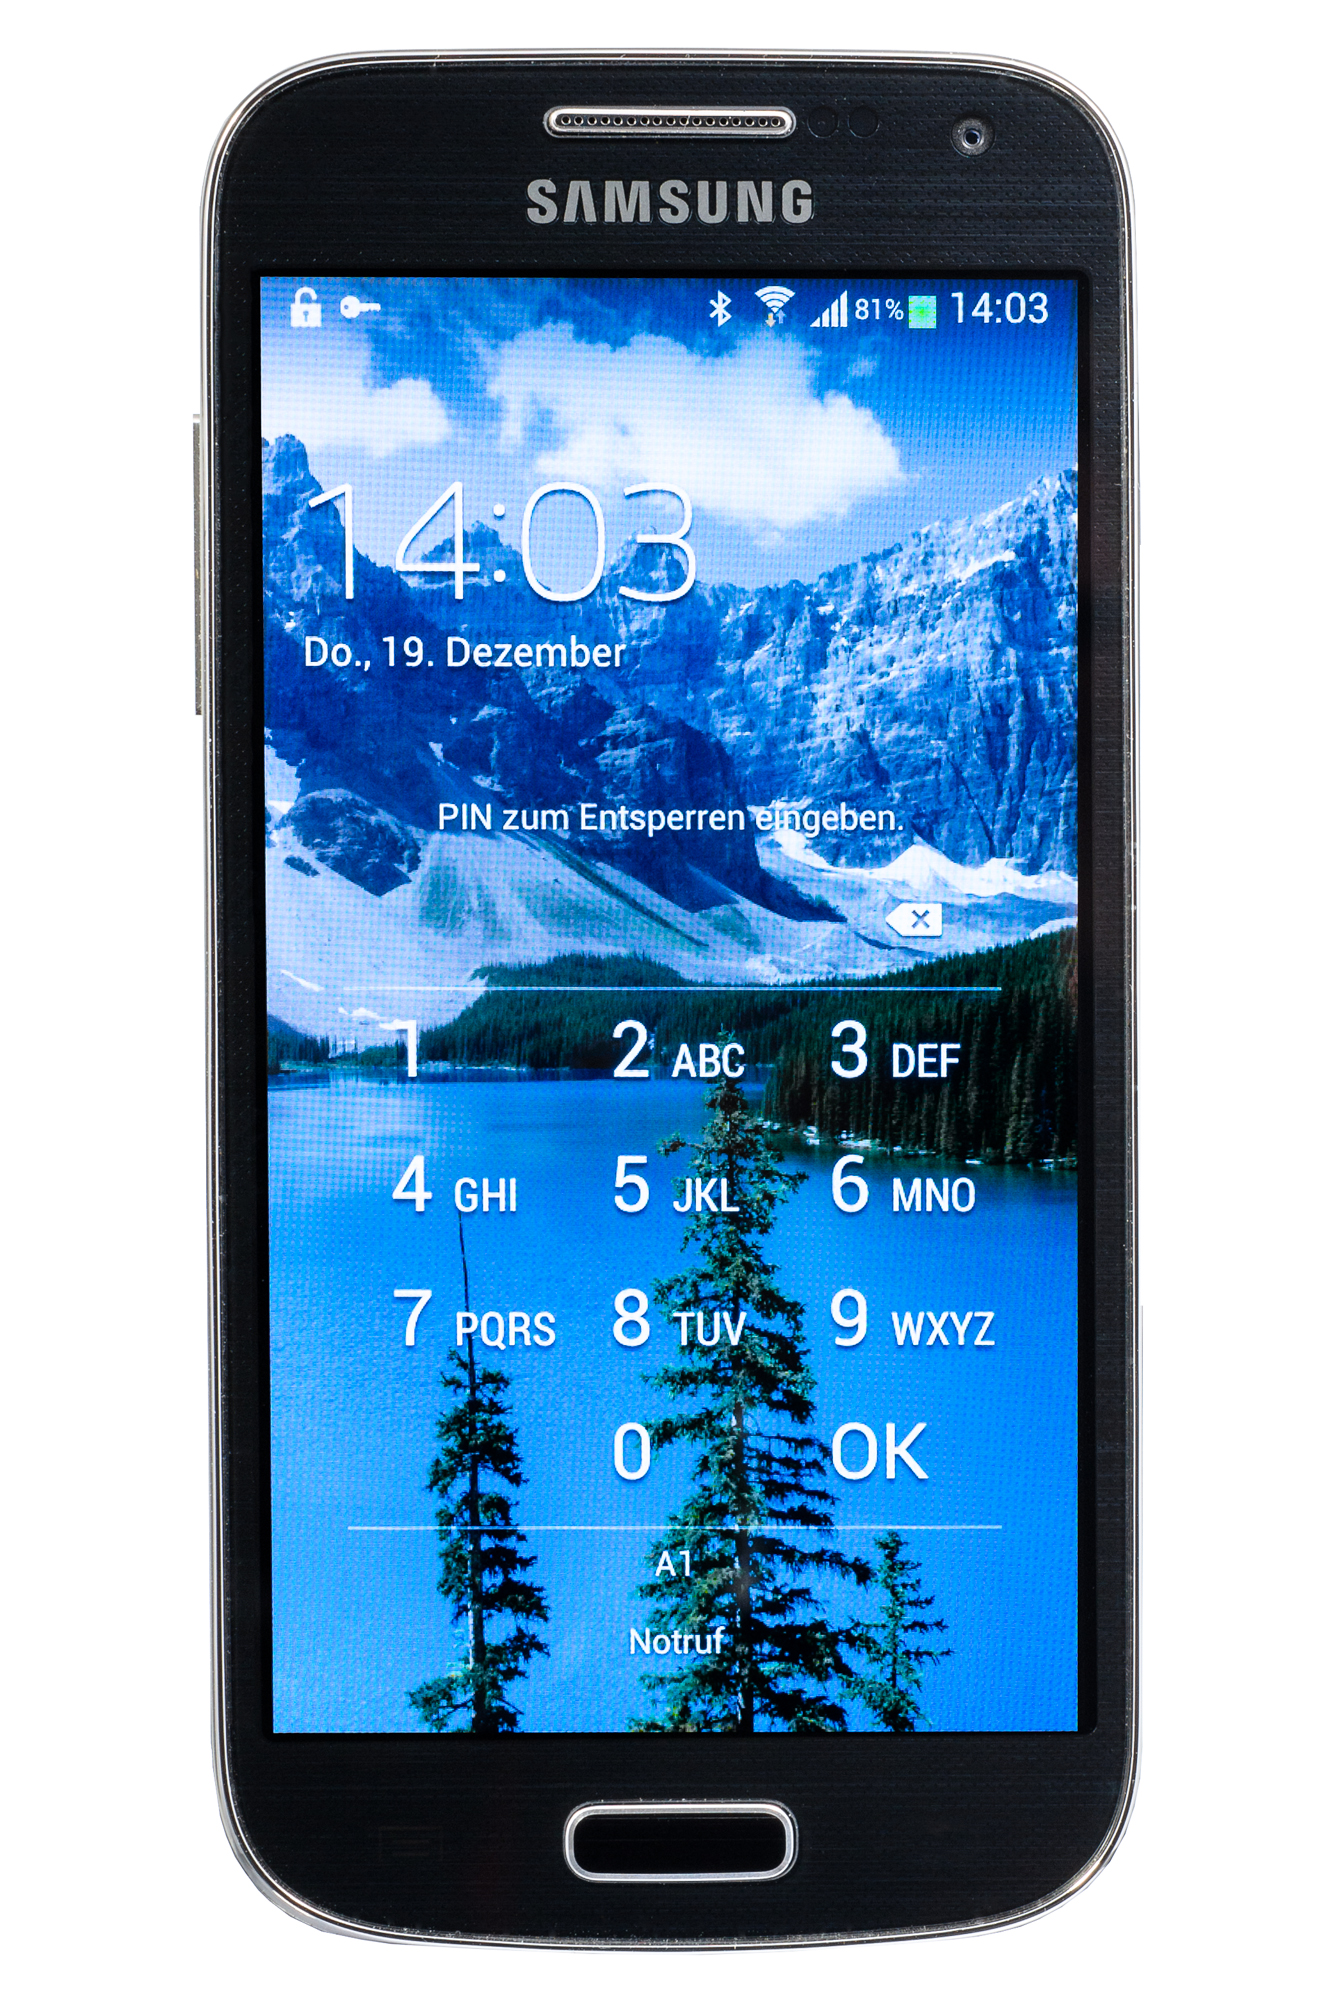 SAMSUNG
81% 14:03
14:03
Do., 19. Dezember
PIN zum Entsperren eingeben.
1 2 ABC 3 DEF
4 GHI 5 JKL 6 MNO
7 PQRS 8 TUV 9 WXYZ
0 OK
A1
Notruf